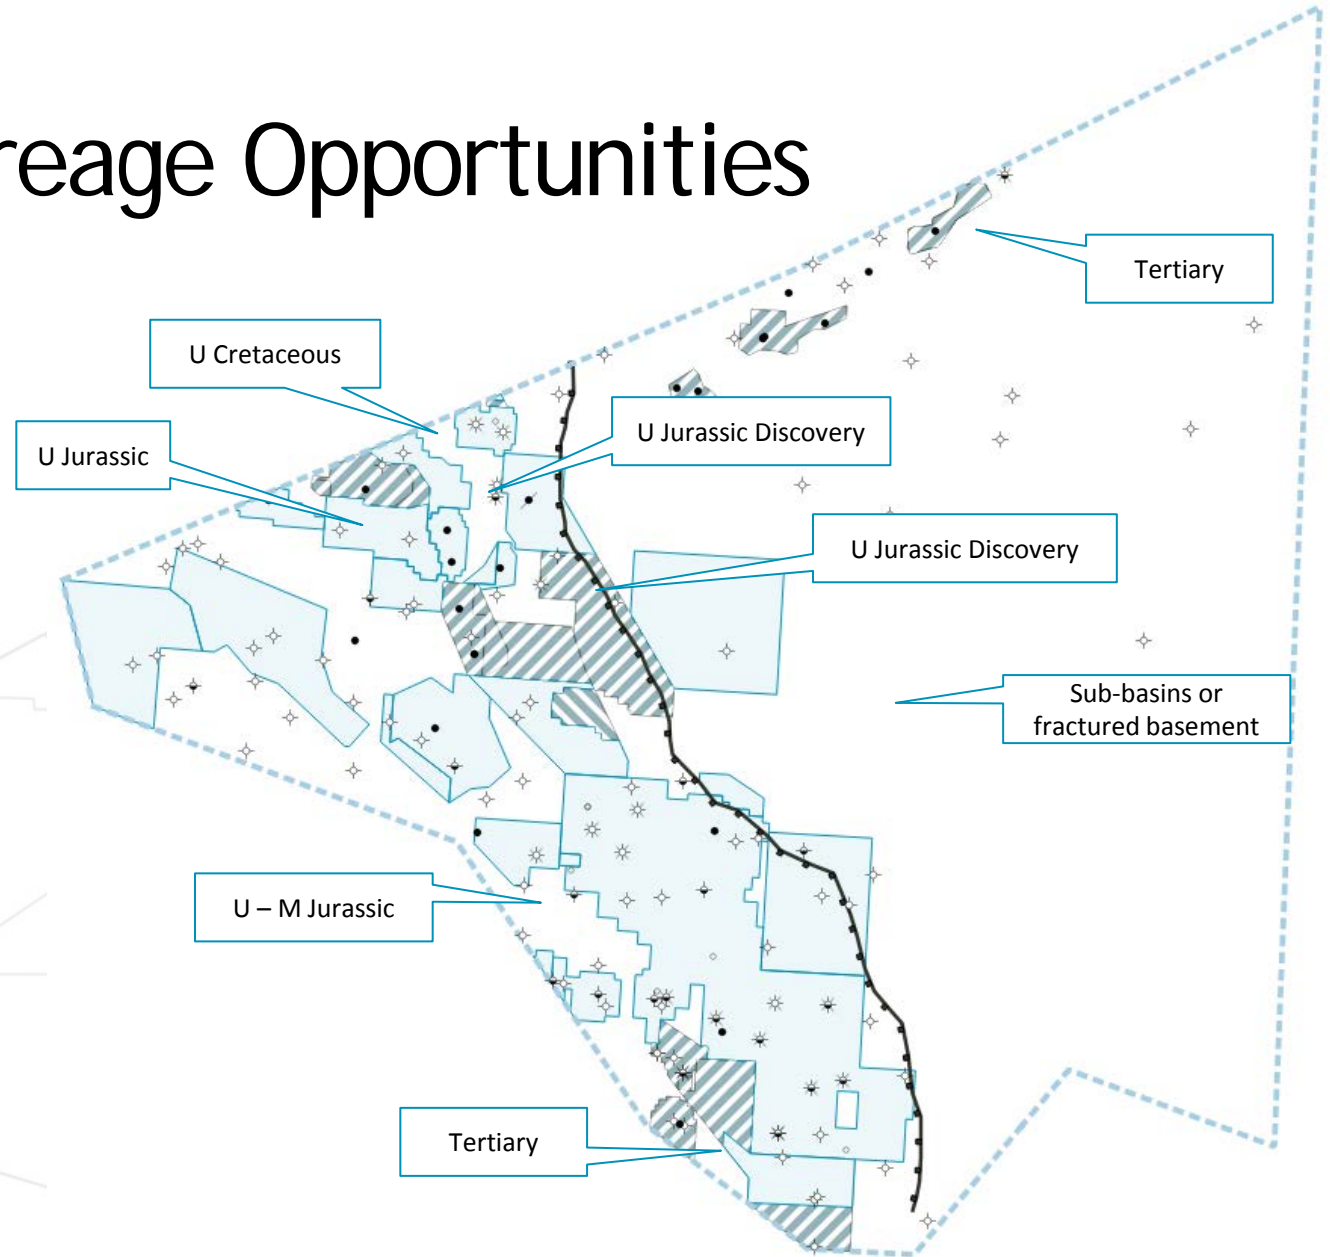 reage Opportunities
Tertiary
U Cretaceous
U Jurassic Discovery
U Jurassic
U Jurassic Discovery
Sub-basins or
fractured basement
U – M Jurassic
Tertiary